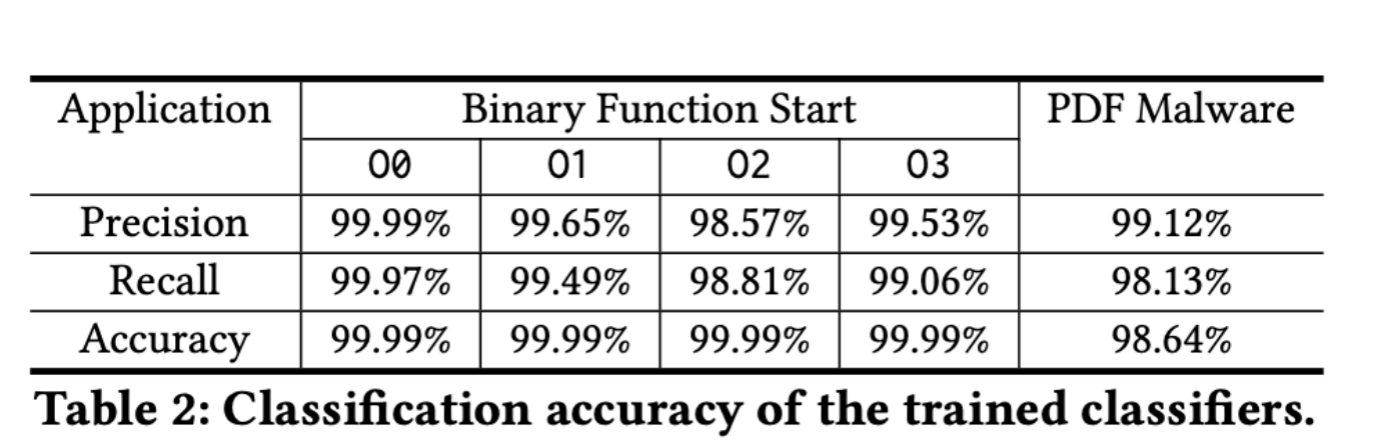 Application Binary Function Start PDF Malware
O0 O1 O2 O3
Precision 99.99% 99.65% 98.57% 99.53% 99.12%
Recall 99.97% 99.49% 98.81% 99.06% 98.13%
Accuracy 99.99% 99.99% 99.99% 99.99% 98.64%
Table 2: Classification accuracy of the trained classifiers.